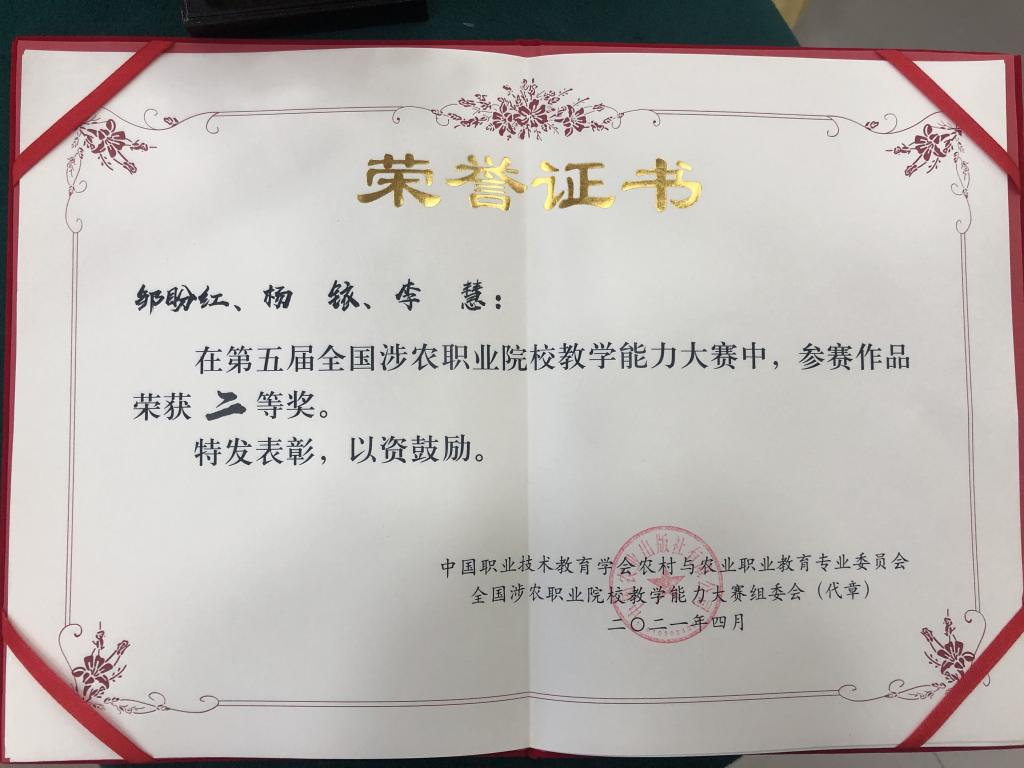 荣誉证书
邹盼红、杨 铱、李 慧：
在第五届全国涉农职业院校教学能力大赛中，参赛作品
荣获 二 等奖。
特发表彰，以资鼓励。
中国职业技术教育学会农村与农业职业教育专业委员会
全国涉农职业院校教学能力大赛组委会（代章）
二〇二一年四月